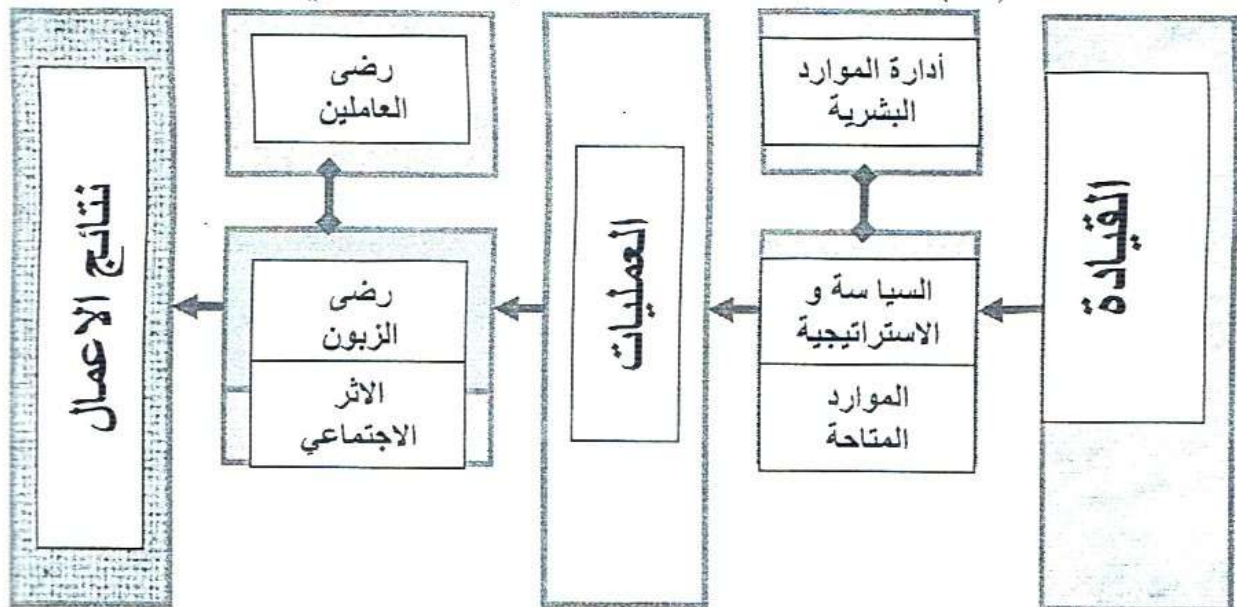 القيادة
أدارة الموارد
البشرية
السيا سة و
الاستراتيجية
الموارد
المتاحة
العمليات
رضى
العاملين
رضى
الزبون
الاثر
الاجتماعي
نتائج الاعمال